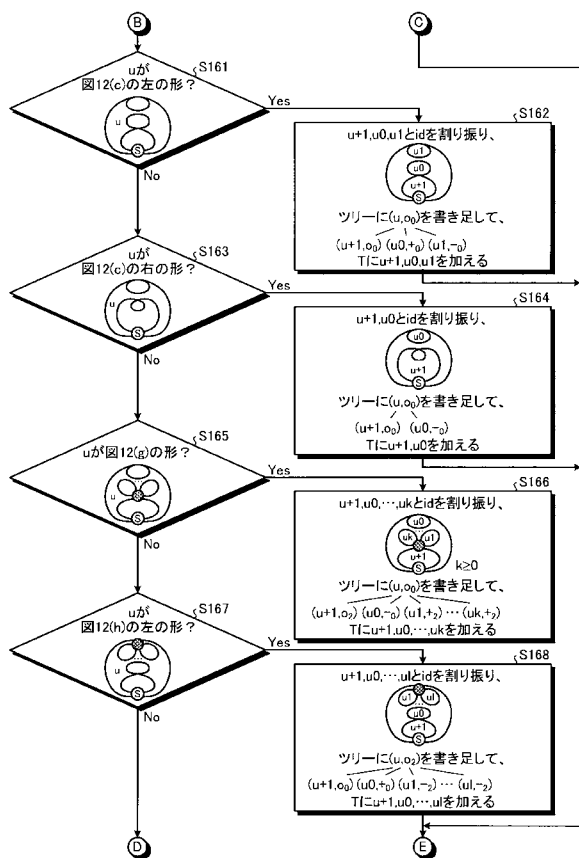 B
C
S161
uが
図12(c)の左の形？
u
S
Yes
No
S162
u+1,u0,u1とidを割り振り、
u1
u0
u+1
S
ツリーに(u,o₀)を書き足して、
(u+1,o₀) (u0,+₀) (u1,-₀)
Tにu+1,u0,u1を加える
S163
uが
図12(c)の右の形？
u
S
Yes
No
S164
u+1,u0とidを割り振り、
u0
u+1
S
ツリーに(u,o₀)を書き足して、
(u+1,o₀) (u0,-₀)
Tにu+1,u0を加える
S165
uが図12(g)の形？
u
S
Yes
No
S166
u+1,u0,…,ukとidを割り振り、
u0
uk u1
u+1
S
k≥0
ツリーに(u,o₀)を書き足して、
(u+1,o₂) (u0,-₀) (u1,+₂) … (uk,+₂)
Tにu+1,u0,…,ukを加える
S167
uが
図12(h)の左の形？
u
S
Yes
No
S168
u+1,u0,…,ulとidを割り振り、
u1 ul
u0
u+1
S
ツリーに(u,o₂)を書き足して、
(u+1,o₀) (u0,+₀) (u1,-₂) … (ul,-₂)
Tにu+1,u0,…,ulを加える
D
E